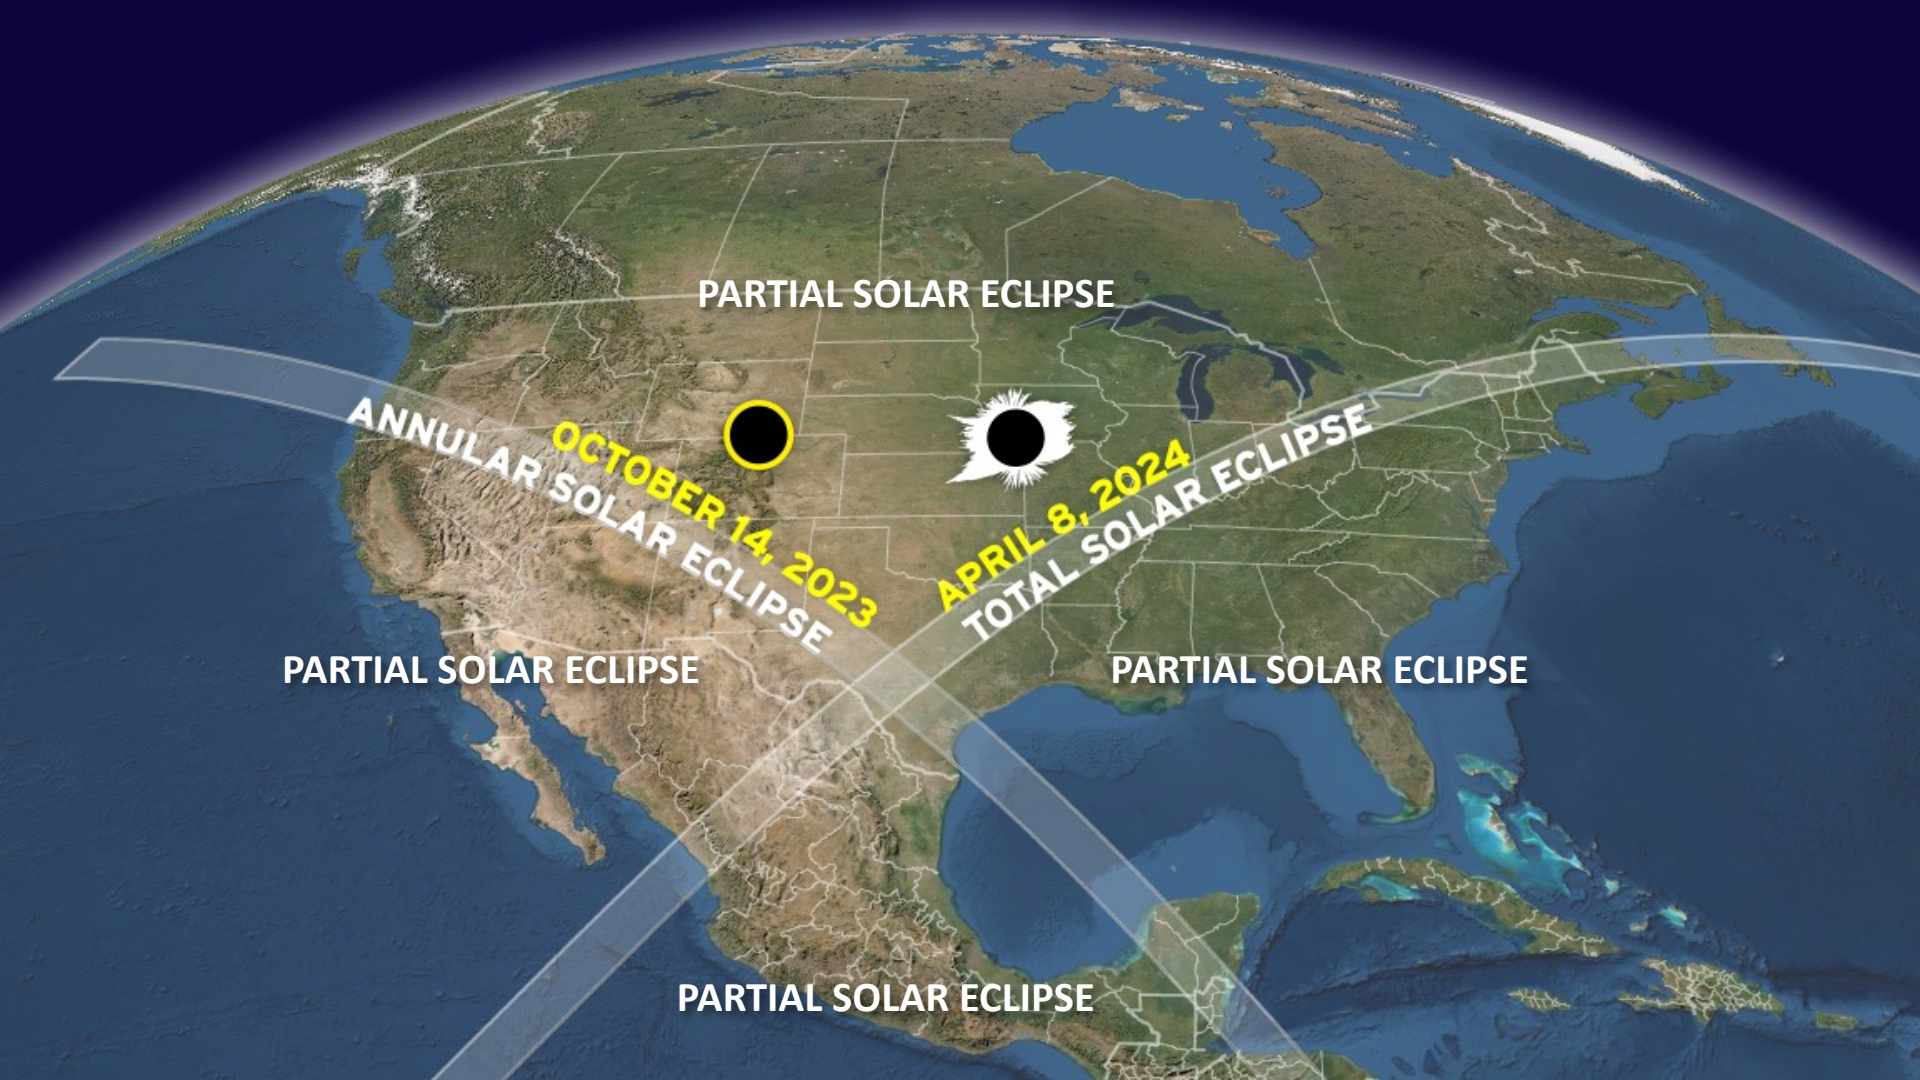 PARTIAL SOLAR ECLIPSE
OCTOBER 14, 2023
ANNULAR SOLAR ECLIPSE
APRIL 8, 2024
TOTAL SOLAR ECLIPSE
PARTIAL SOLAR ECLIPSE
PARTIAL SOLAR ECLIPSE
PARTIAL SOLAR ECLIPSE